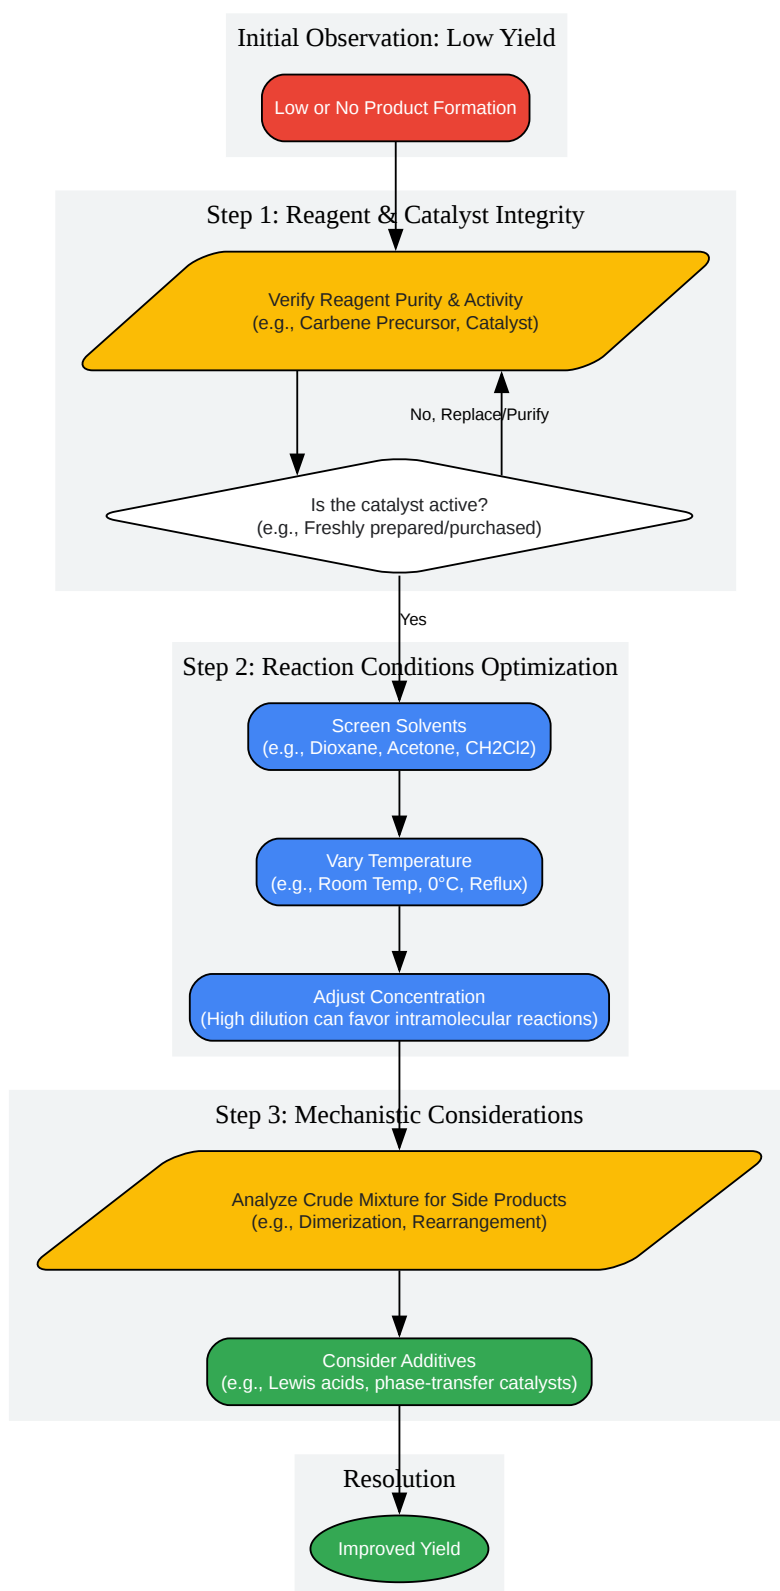 Initial Observation: Low Yield
Low or No Product Formation
Step 1: Reagent & Catalyst Integrity
Verify Reagent Purity & Activity
(e.g., Carbene Precursor, Catalyst)
No, Replace/Purify
Is the catalyst active?
(e.g., Freshly prepared/purchased)
Yes
Step 2: Reaction Conditions Optimization
Screen Solvents
(e.g., Dioxane, Acetone, CH2Cl2)
Vary Temperature
(e.g., Room Temp, 0°C, Reflux)
Adjust Concentration
(High dilution can favor intramolecular reactions)
Step 3: Mechanistic Considerations
Analyze Crude Mixture for Side Products
(e.g., Dimerization, Rearrangement)
Consider Additives
(e.g., Lewis acids, phase-transfer catalysts)
Resolution
Improved Yield